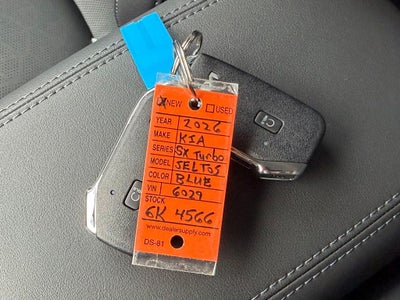 ☒NEW ☐USED
YEAR 2026
MAKE KIA
SERIES SX Turbo
MODEL SELTOS
COLOR BLUE
VIN 6029
STOCK
6K 4566
www.dealersupply.com
DS-81